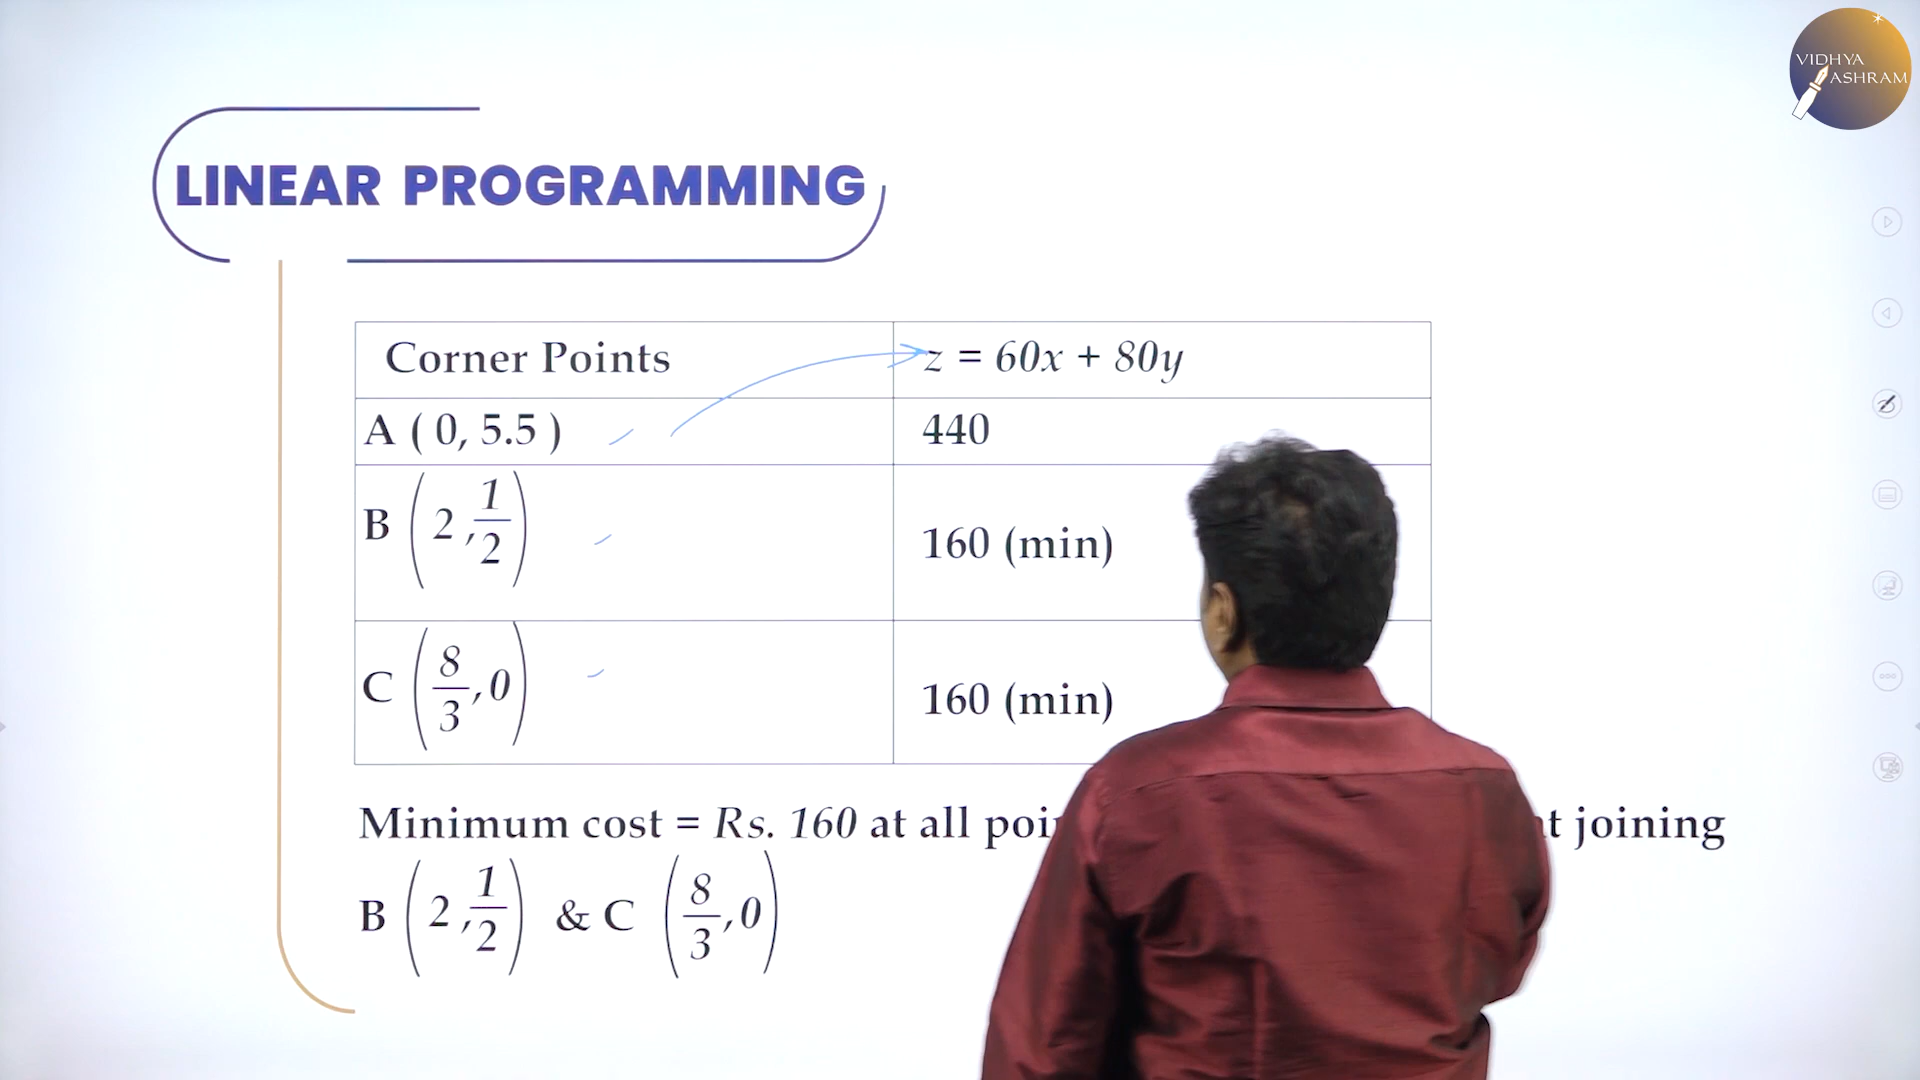 VIDHYA
ASHRAM
LINEAR PROGRAMMING
Corner Points z = 60x + 80y
A ( 0, 5.5 ) 440
B (2, 1/2) 160 (min)
C (8/3, 0) 160 (min)
Minimum cost = Rs. 160 at all joining
B (2, 1/2) & C (8/3, 0)